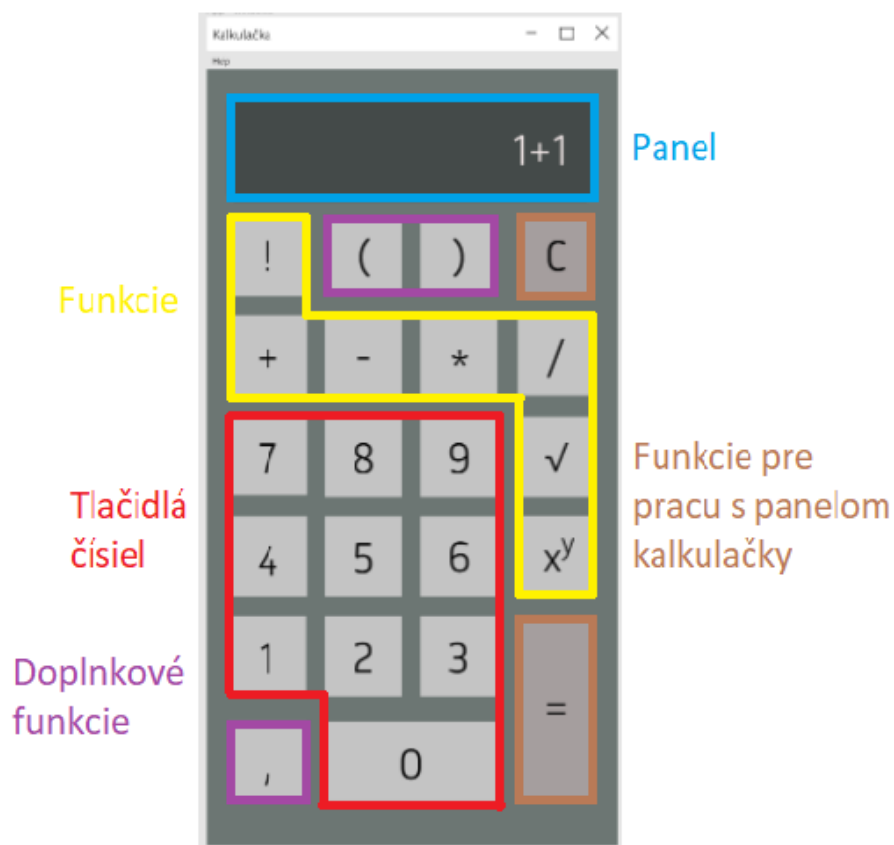 Kalkulačka
1+1
Panel
! ( ) C
Funkcie
+ - * /
7 8 9 √
Funkcie pre
pracu s panelom
kalkulačky
Tlačidlá
čísiel
4 5 6 xʸ
1 2 3 =
Doplnkové
funkcie
, 0